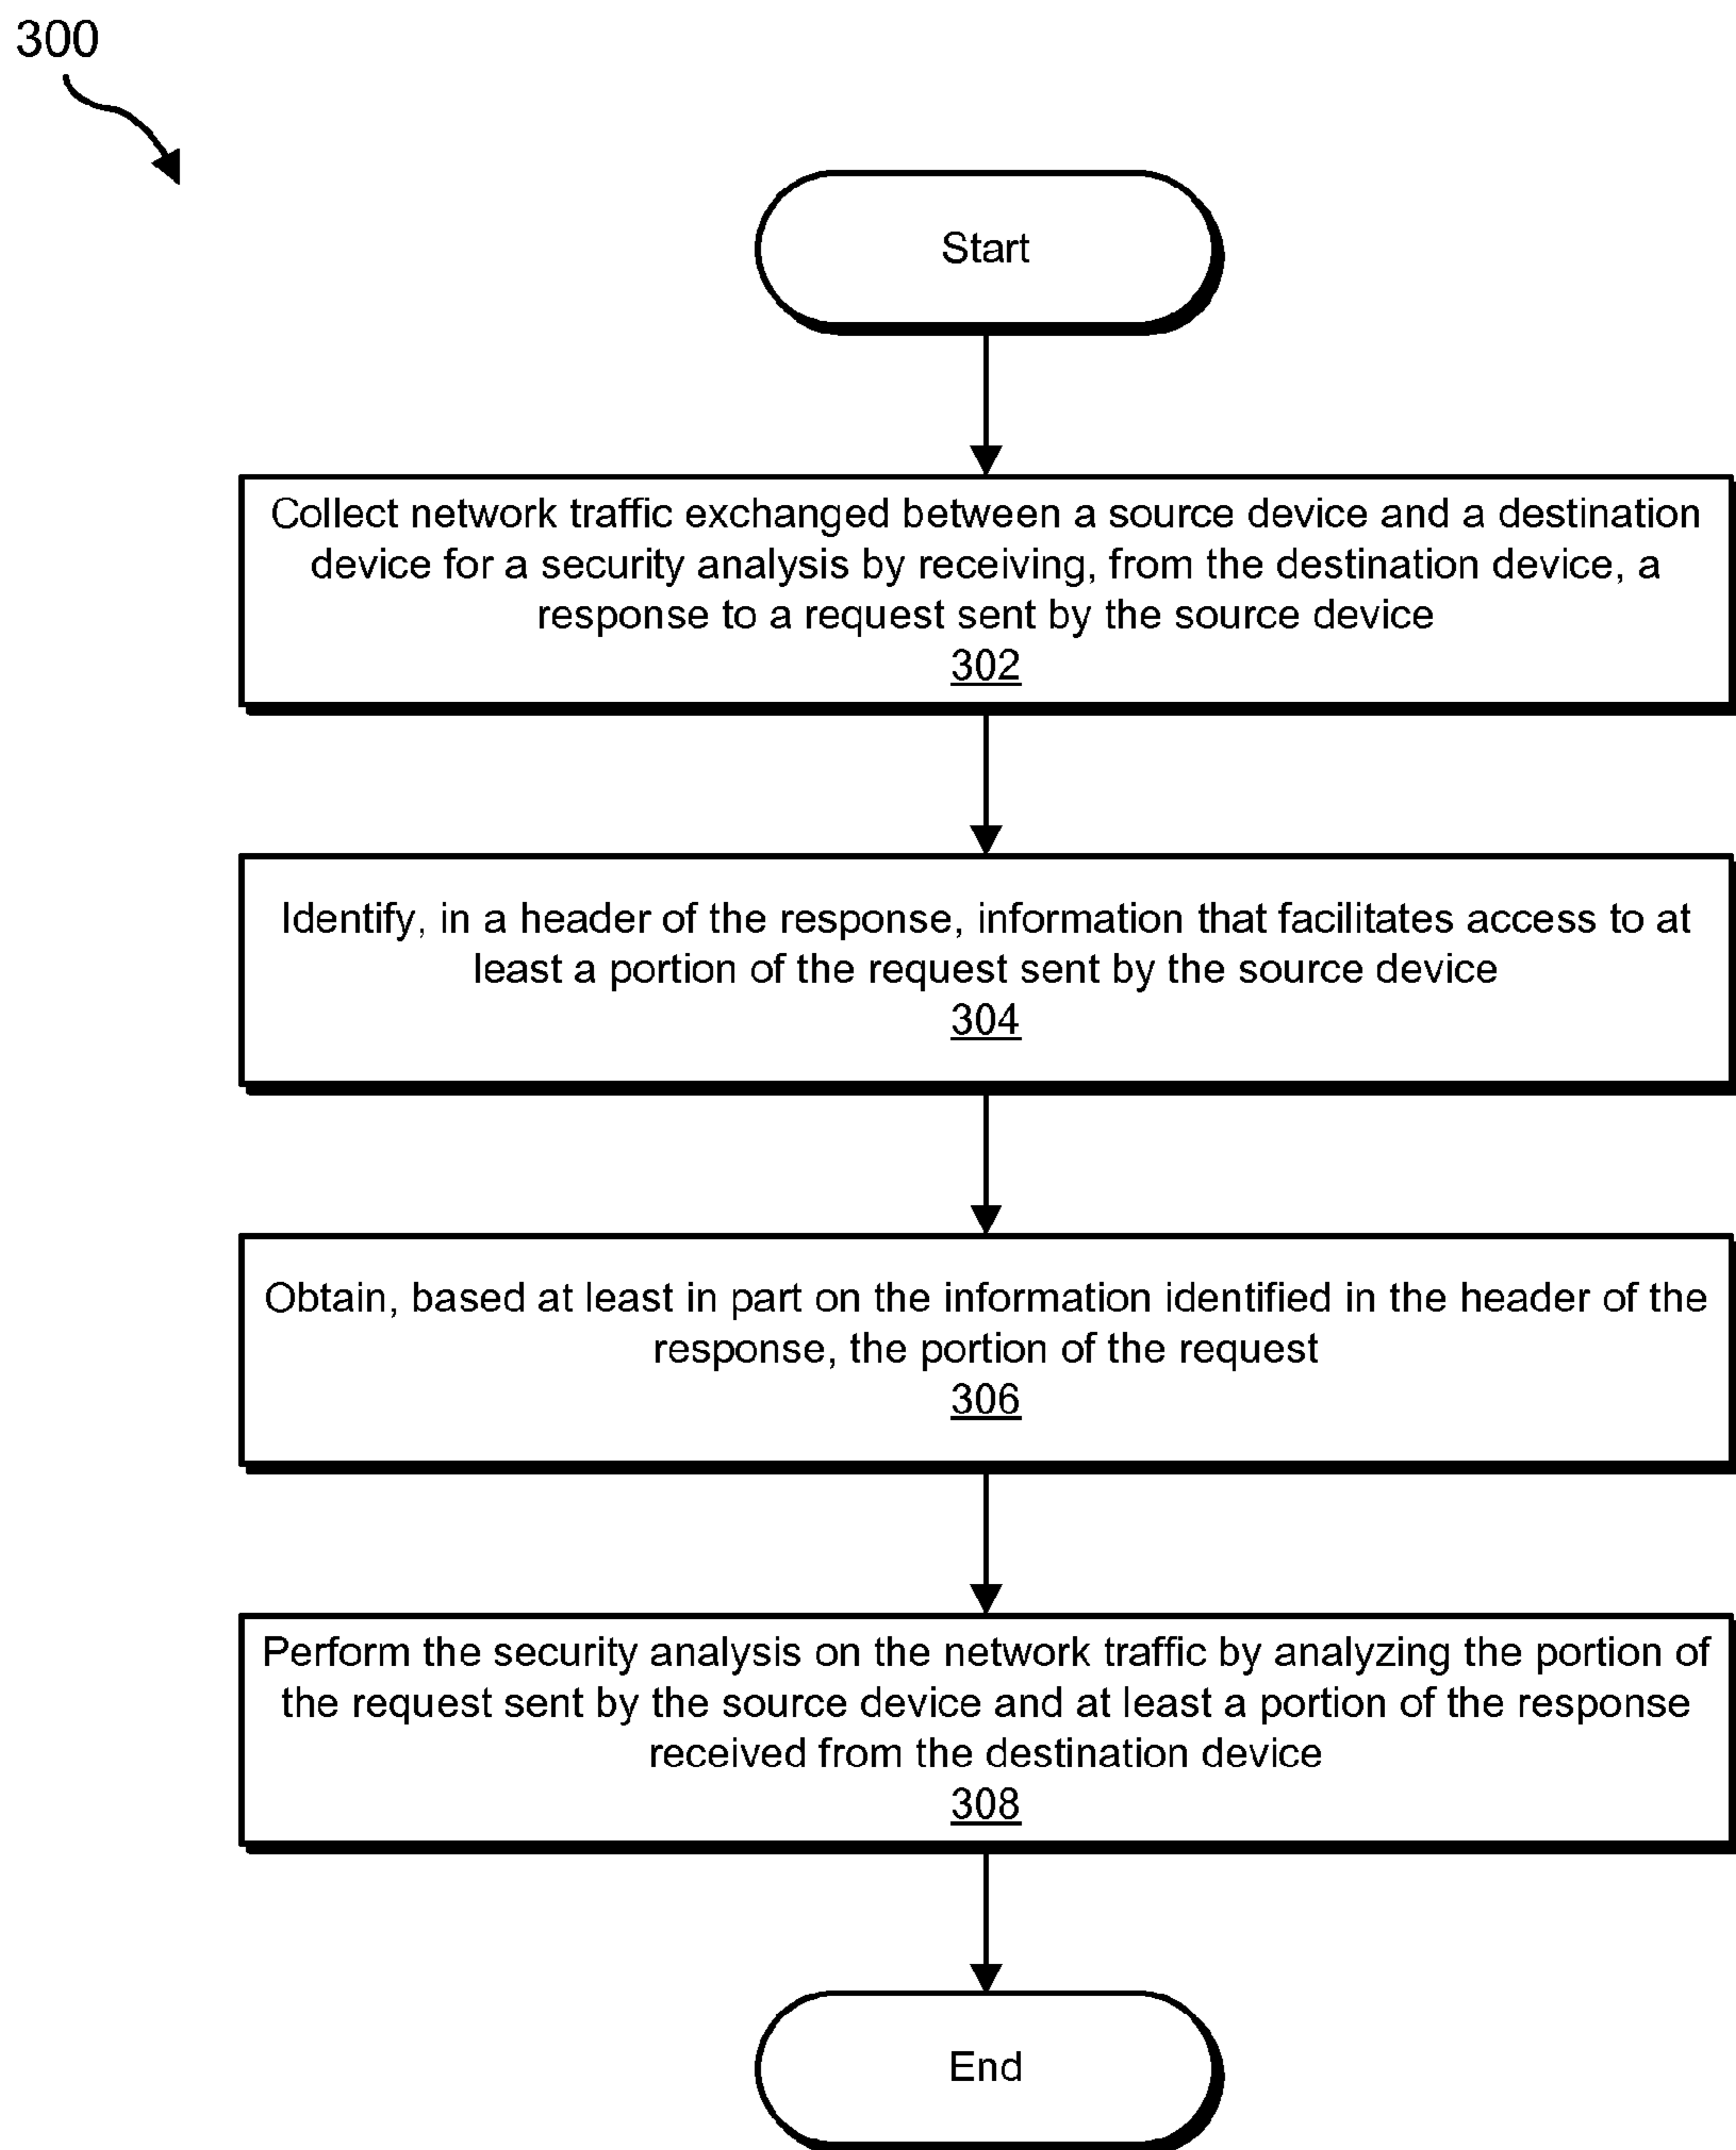 300
Start
Collect network traffic exchanged between a source device and a destination
device for a security analysis by receiving, from the destination device, a
response to a request sent by the source device
302
Identify, in a header of the response, information that facilitates access to at
least a portion of the request sent by the source device
304
Obtain, based at least in part on the information identified in the header of the
response, the portion of the request
306
Perform the security analysis on the network traffic by analyzing the portion of
the request sent by the source device and at least a portion of the response
received from the destination device
308
End